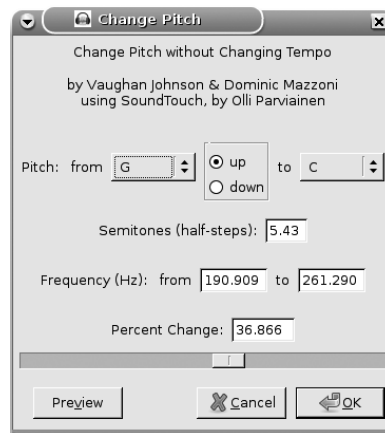 Change Pitch
Change Pitch without Changing Tempo
by Vaughan Johnson & Dominic Mazzoni
using SoundTouch, by Olli Parviainen
Pitch: from G up down to C
Semitones (half-steps): 5.43
Frequency (Hz): from 190.909 to 261.290
Percent Change: 36.866
Preview Cancel OK